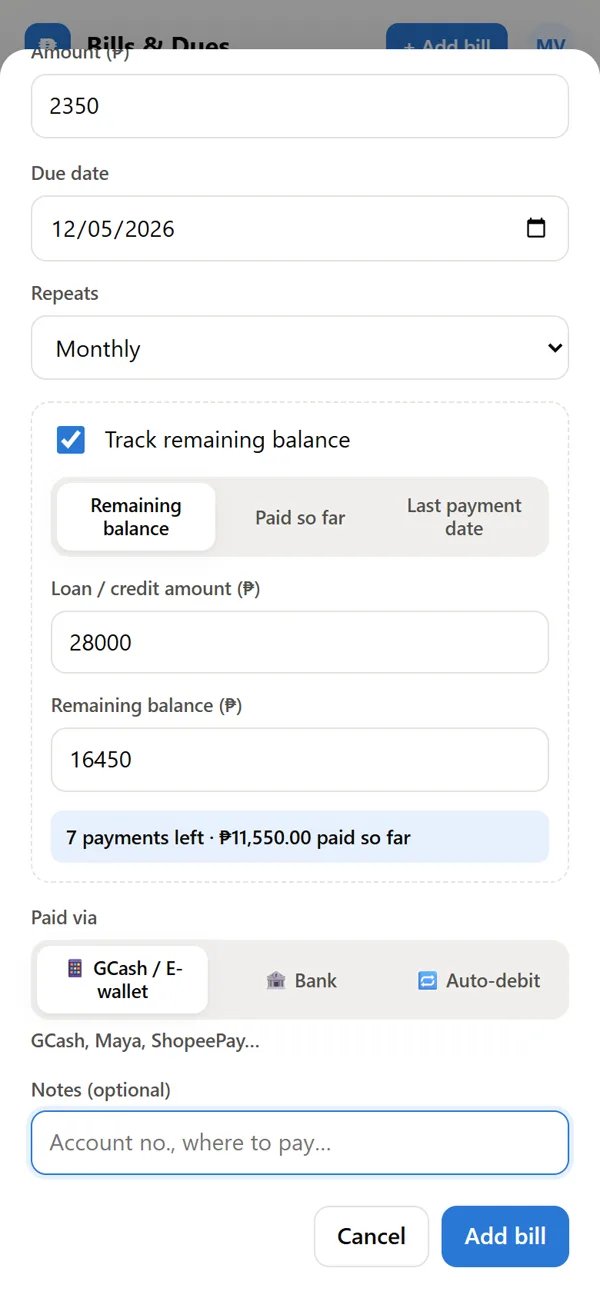 Bills & Dues
+ Add bill
MV
Amount (₱)
2350
Due date
12/05/2026
Repeats
Monthly
Track remaining balance
Remaining
balance
Paid so far
Last payment
date
Loan / credit amount (₱)
28000
Remaining balance (₱)
16450
7 payments left · ₱11,550.00 paid so far
Paid via
GCash / E-
wallet
Bank
Auto-debit
GCash, Maya, ShopeePay...
Notes (optional)
Account no., where to pay...
Cancel
Add bill